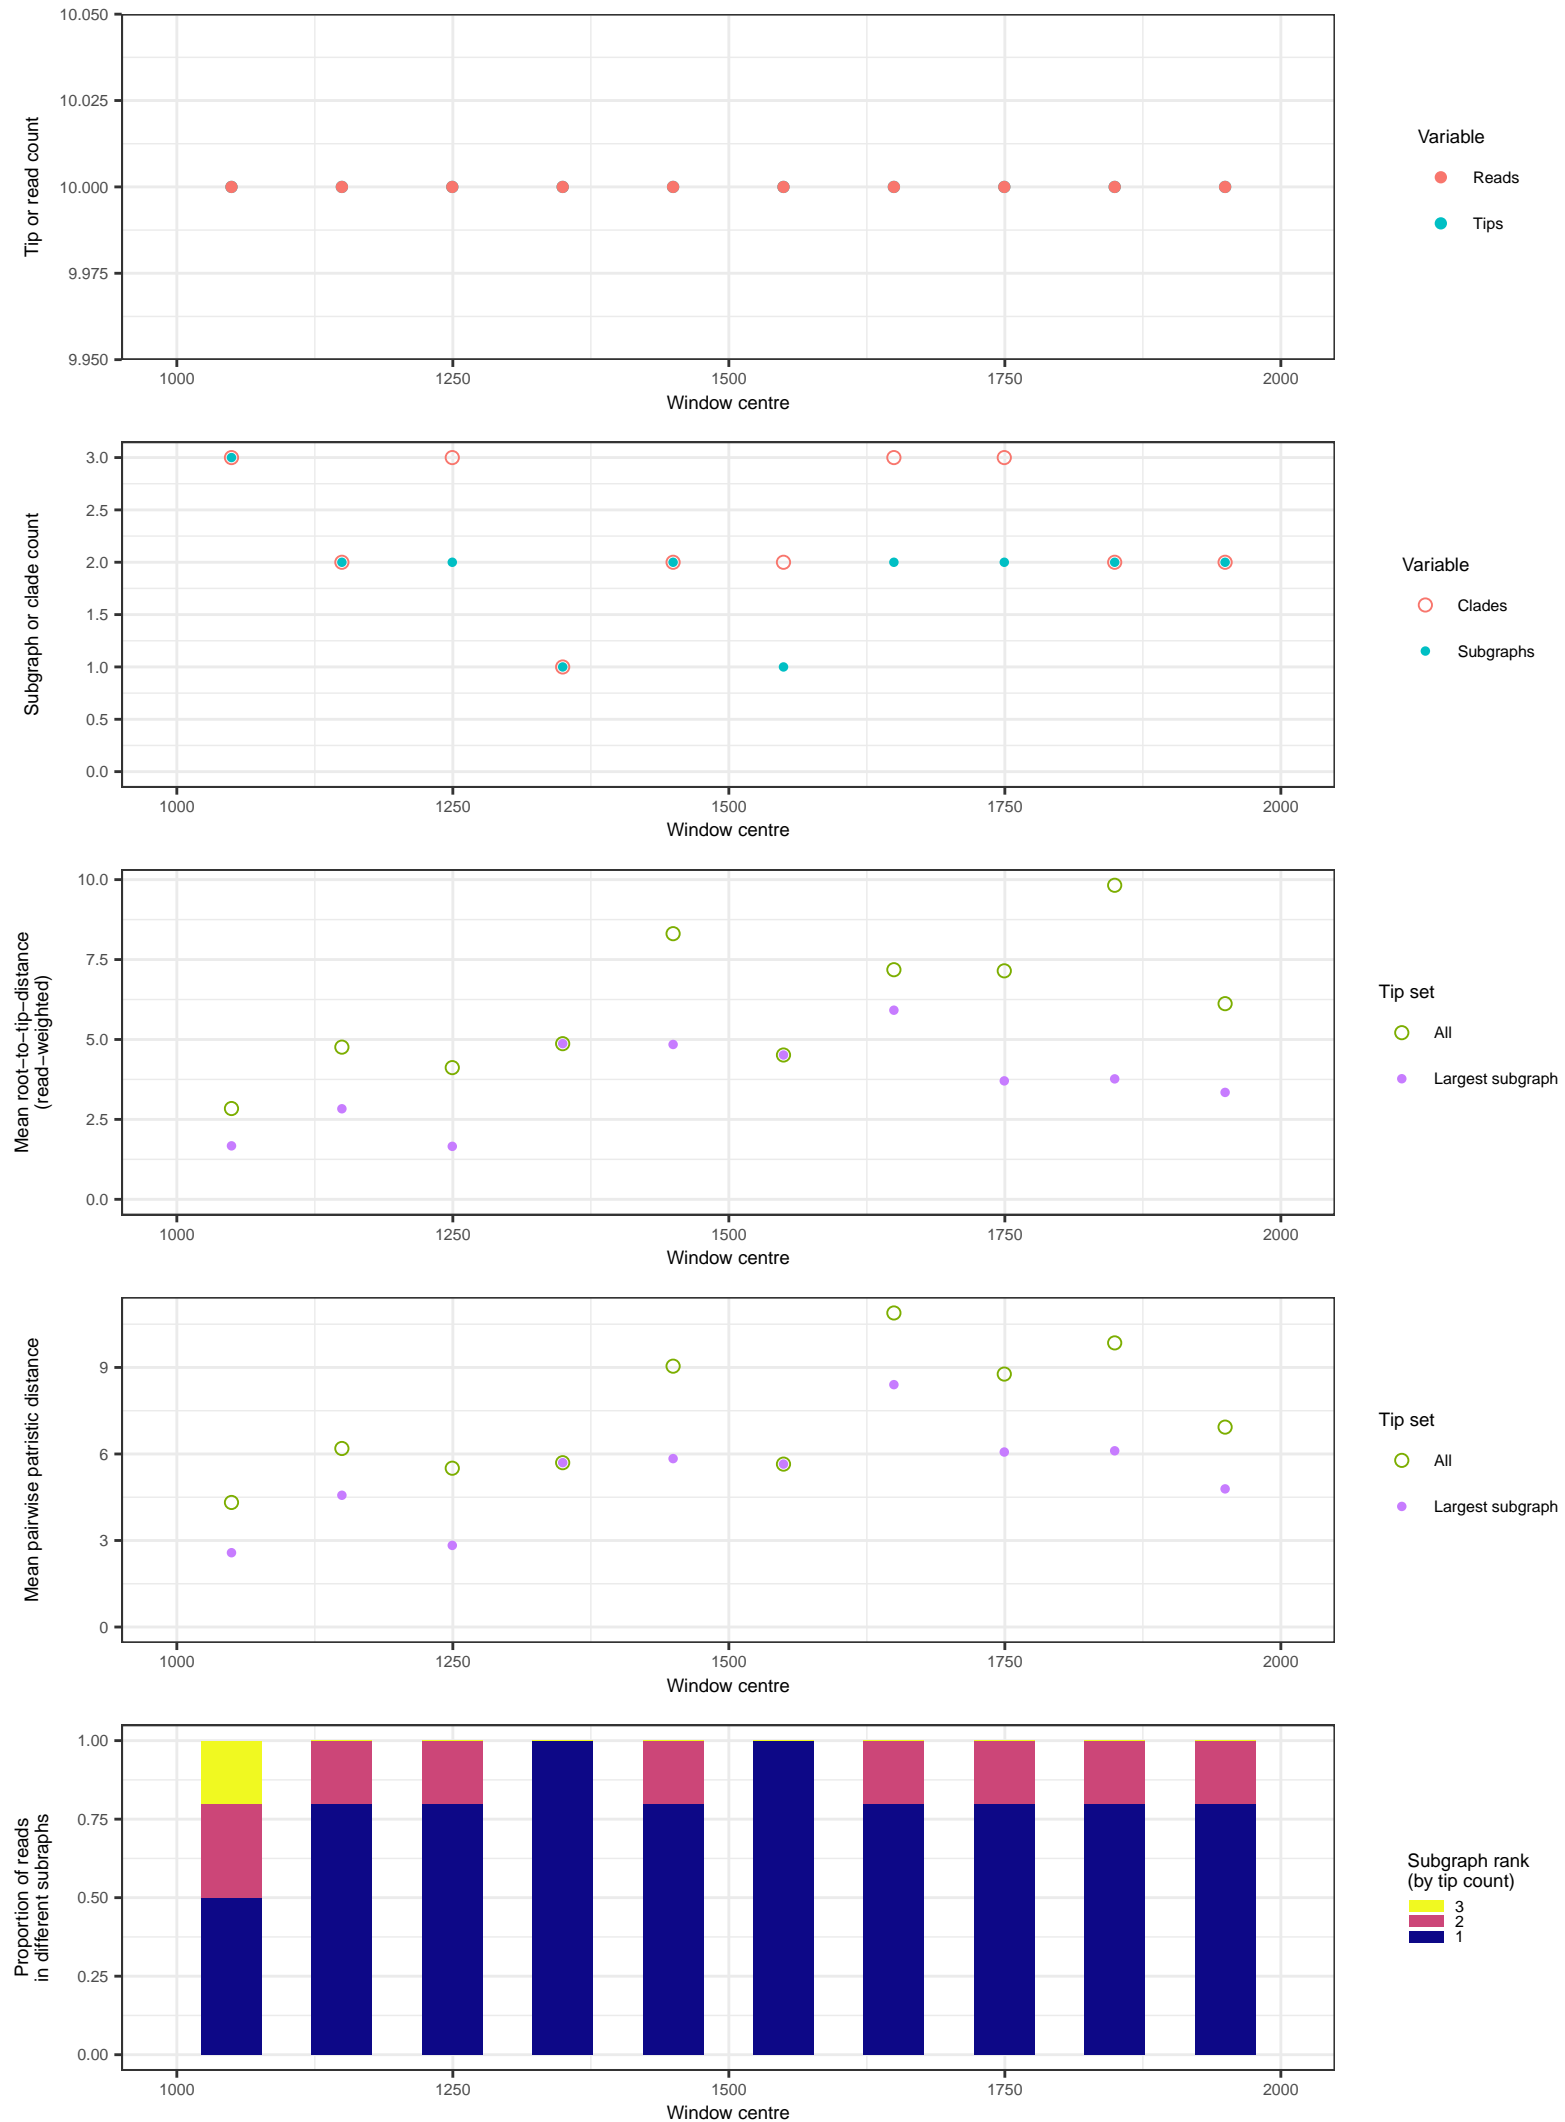 10.050
10.025
10.000
9.975
9.950
Tip or read count
1000 1250 1500 1750 2000
Window centre
Variable
Reads
Tips
3.0
2.5
2.0
1.5
1.0
0.5
0.0
Subgraph or clade count
1000 1250 1500 1750 2000
Window centre
Variable
Clades
Subgraphs
10.0
7.5
5.0
2.5
0.0
Mean root−to−tip−distance
(read−weighted)
1000 1250 1500 1750 2000
Window centre
Tip set
All
Largest subgraph
9
6
3
0
Mean pairwise patristic distance
1000 1250 1500 1750 2000
Window centre
Tip set
All
Largest subgraph
1.00
0.75
0.50
0.25
0.00
Proportion of reads
in different subraphs
1000 1250 1500 1750 2000
Window centre
Subgraph rank
(by tip count)
3
2
1